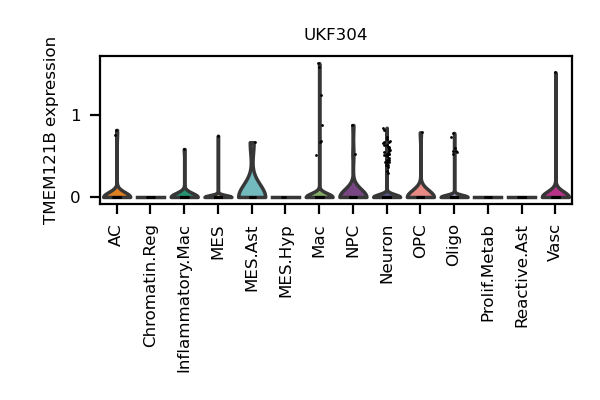 UKF304
TMEM121B expression
1
0
AC
Chromatin.Reg
Inflammatory.Mac
MES
MES.Ast
MES.Hyp
Mac
NPC
Neuron
OPC
Oligo
Prolif.Metab
Reactive.Ast
Vasc